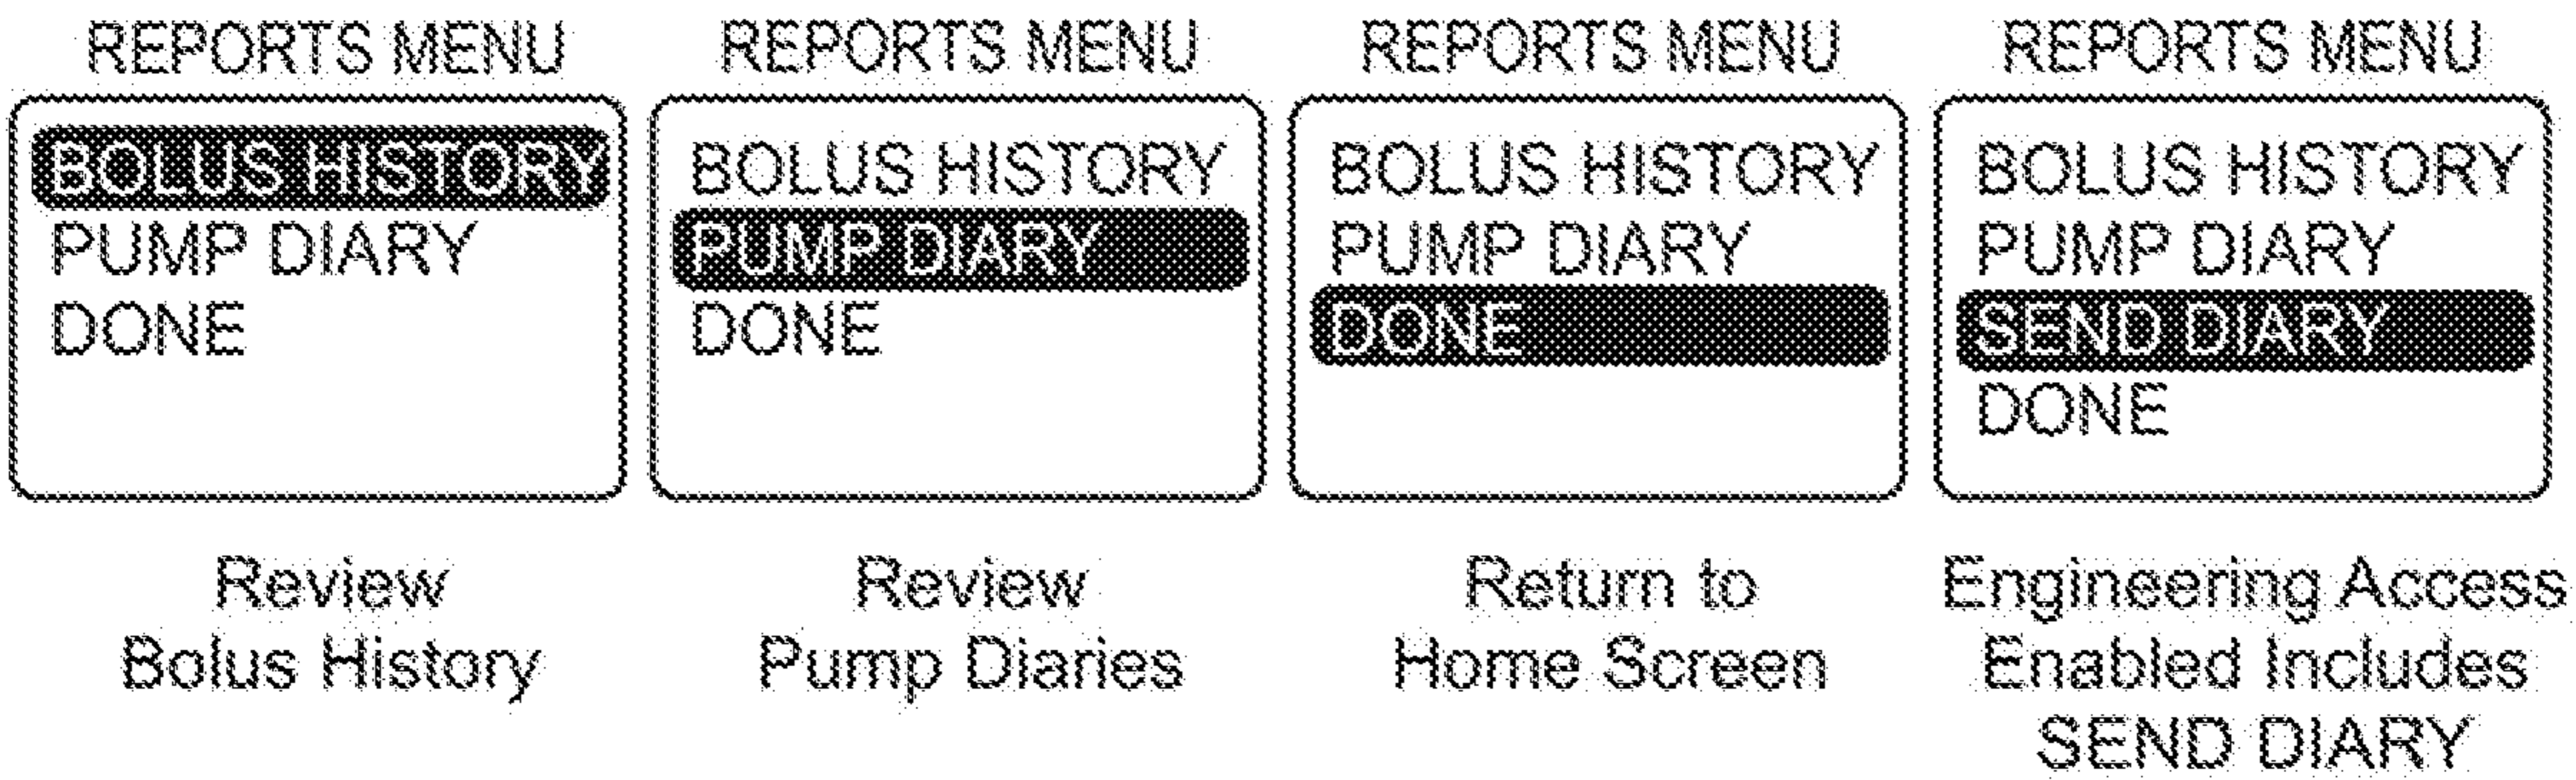 REPORTS MENU
BOLUS HISTORY
PUMP DIARY
DONE
Review
Bolus History
REPORTS MENU
BOLUS HISTORY
PUMP DIARY
DONE
Review
Pump Diaries
REPORTS MENU
BOLUS HISTORY
PUMP DIARY
DONE
Return to
Home Screen
REPORTS MENU
BOLUS HISTORY
PUMP DIARY
SEND DIARY
DONE
Engineering Access
Enabled Includes
SEND DIARY